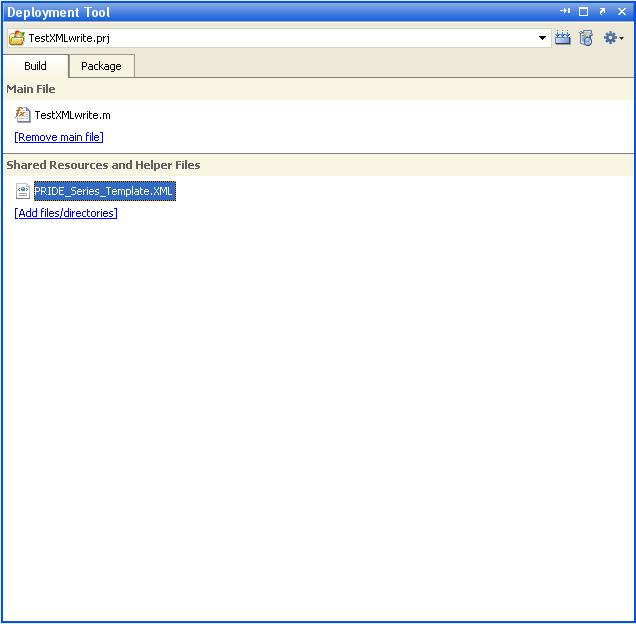 Deployment Tool
TestXMLwrite.prj
Build Package
Main File
TestXMLwrite.m
[Remove main file]
Shared Resources and Helper Files
PRIDE_Series_Template.XML
[Add files/directories]